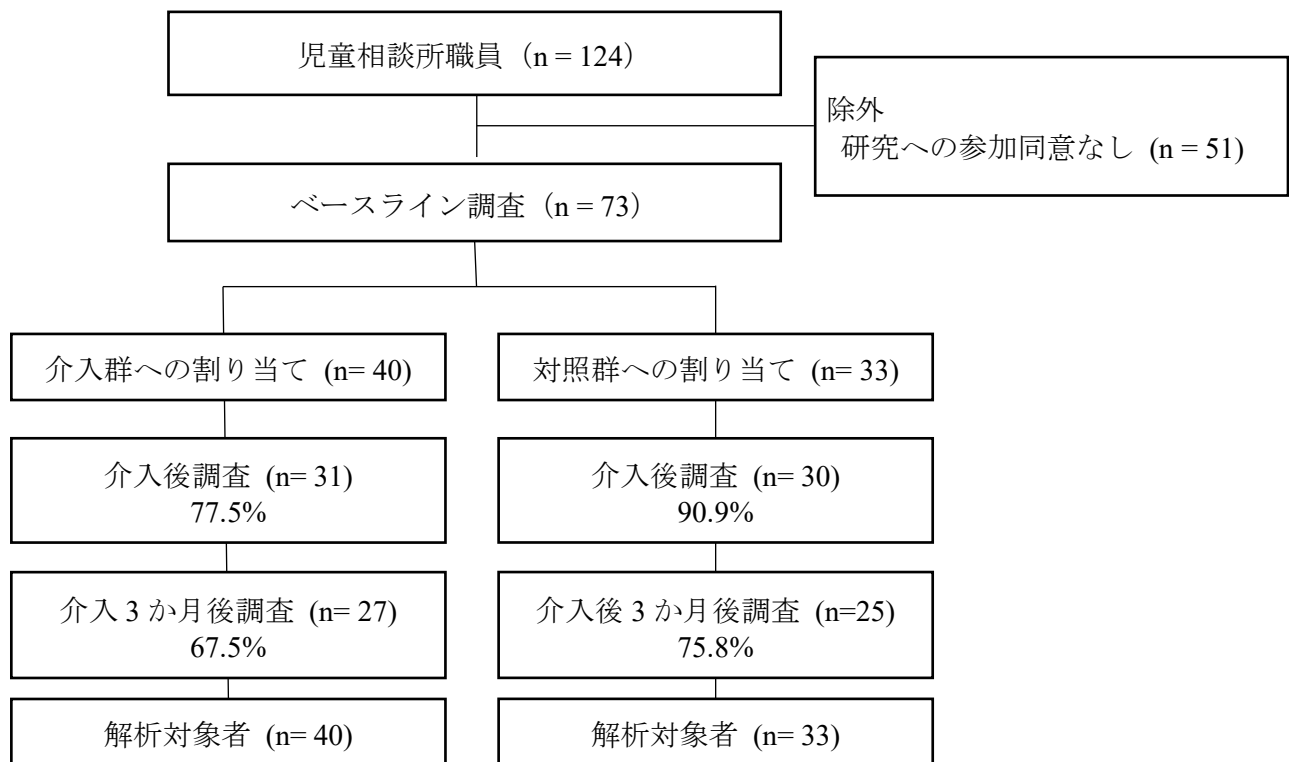 児童相談所職員（n = 124）
除外
研究への参加同意なし (n = 51)
ベースライン調査（n = 73）
介入群への割り当て (n= 40)
対照群への割り当て (n= 33)
介入後調査 (n= 31)
77.5%
介入後調査 (n= 30)
90.9%
介入 3 か月後調査 (n= 27)
67.5%
介入後 3 か月後調査 (n=25)
75.8%
解析対象者 (n= 40)
解析対象者 (n= 33)